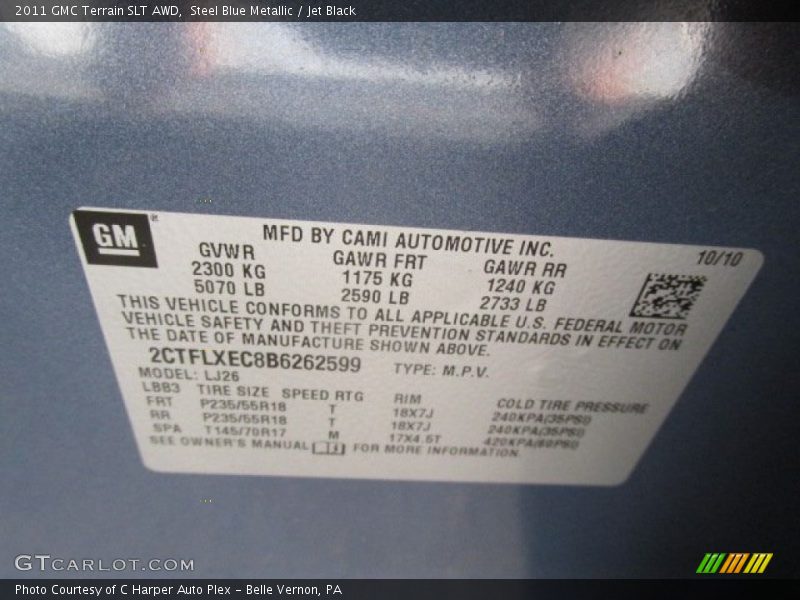 2011 GMC Terrain SLT AWD, Steel Blue Metallic / Jet Black
GM ®
MFD BY CAMI AUTOMOTIVE INC. 10/10
GVWR GAWR FRT GAWR RR
2300 KG 1175 KG 1240 KG
5070 LB 2590 LB 2733 LB
THIS VEHICLE CONFORMS TO ALL APPLICABLE U.S. FEDERAL MOTOR
VEHICLE SAFETY AND THEFT PREVENTION STANDARDS IN EFFECT ON
THE DATE OF MANUFACTURE SHOWN ABOVE.
2CTFLXEC8B6262599 TYPE: M.P.V.
MODEL: LJ26
LBB3 TIRE SIZE SPEED RTG RIM COLD TIRE PRESSURE
FRT P235/55R18 T 18X7J 240KPA/35PSI
RR P235/55R18 T 18X7J 240KPA/35PSI
SPA T145/70R17 M 17X4.5T 420KPA/60PSI
SEE OWNER'S MANUAL FOR MORE INFORMATION.
GTCARLOT.COM
Photo Courtesy of C Harper Auto Plex – Belle Vernon, PA